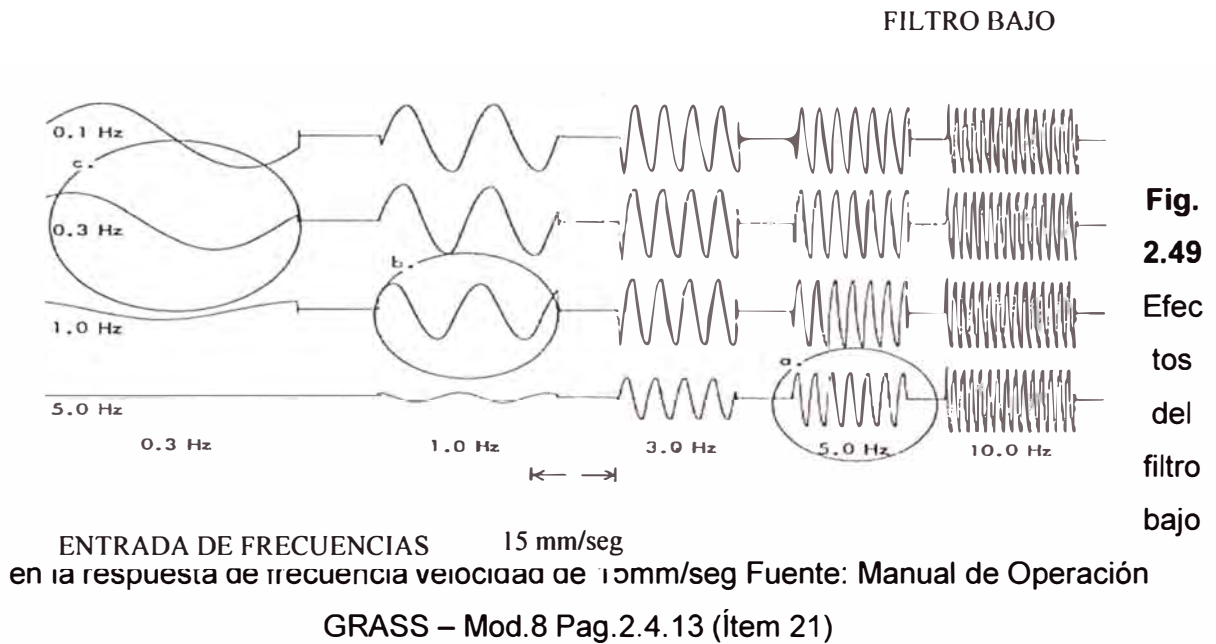 FILTRO BAJO
0.1 Hz
c.
0.3 Hz
b.
1.0 Hz
a.
5.0 Hz
0.3 Hz 1.0 Hz 3.0 Hz 5.0 Hz 10.0 Hz
ENTRADA DE FRECUENCIAS 15 mm/seg
Fig.
2.49
Efec
tos
del
filtro
bajo
en la respuesta de frecuencia velocidad de 15mm/seg Fuente: Manual de Operación
GRASS – Mod.8 Pag.2.4.13 (Ítem 21)